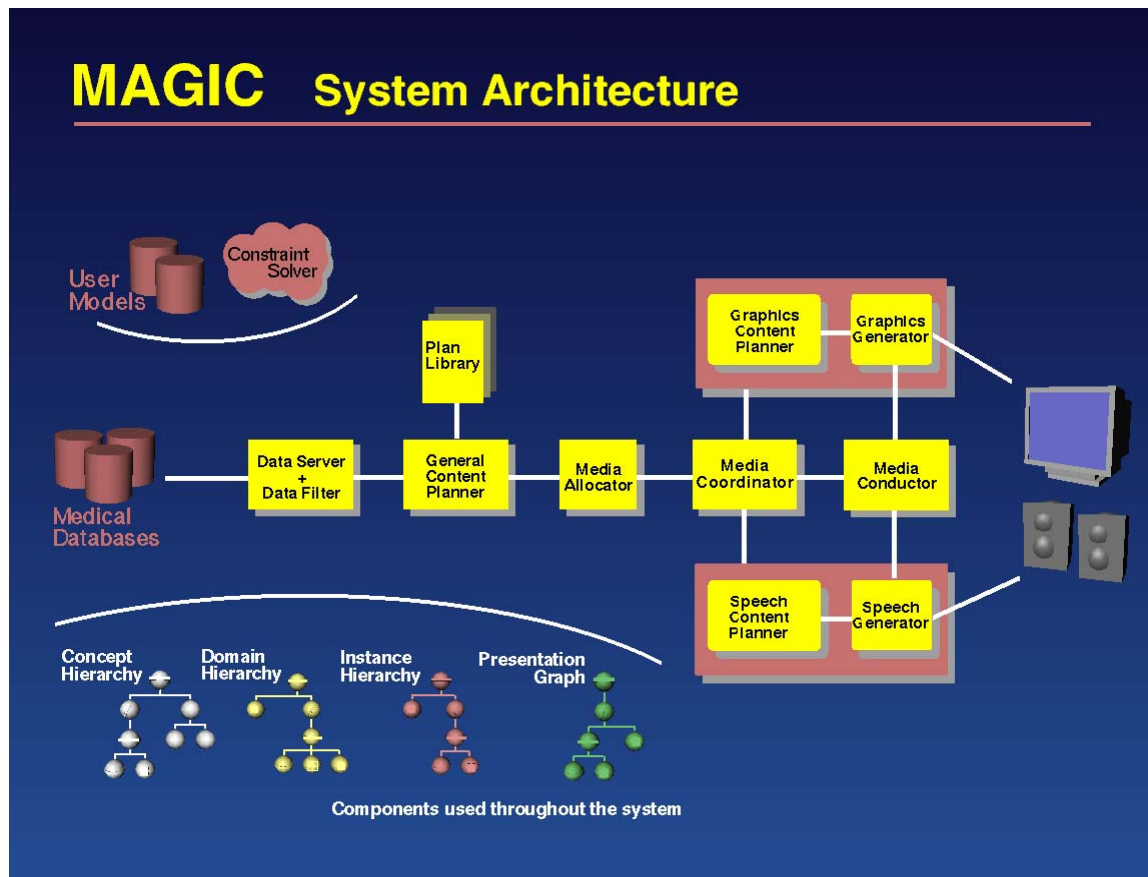 MAGIC System Architecture
User
Models
Constraint
Solver
Plan
Library
Graphics
Content
Planner
Graphics
Generator
Medical
Databases
Data Server
+
Data Filter
General
Content
Planner
Media
Allocator
Media
Coordinator
Media
Conductor
Speech
Content
Planner
Speech
Generator
Concept
Hierarchy
Domain
Hierarchy
Instance
Hierarchy
Presentation
Graph
Components used throughout the system